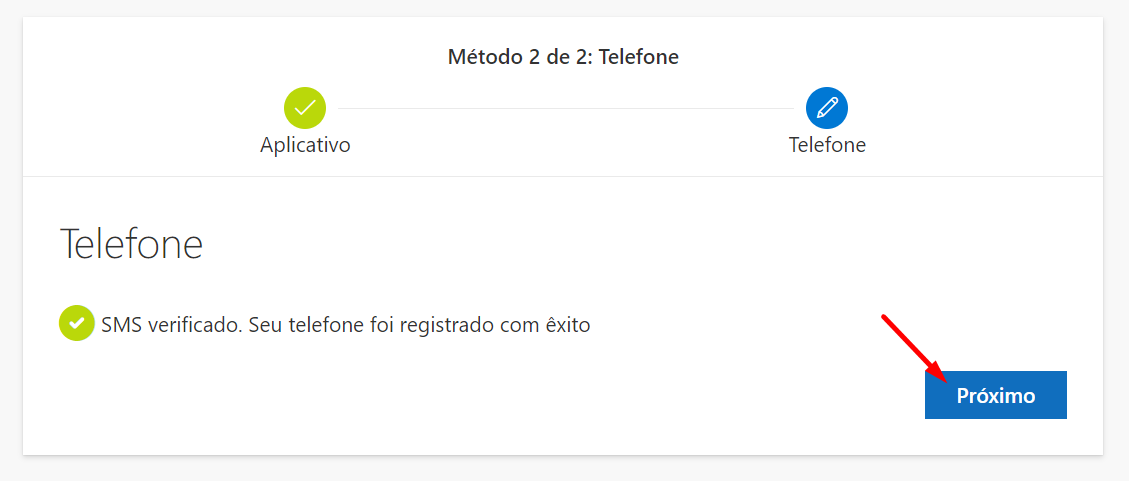 Método 2 de 2: Telefone
Aplicativo
Telefone
Telefone
SMS verificado. Seu telefone foi registrado com êxito
Próximo